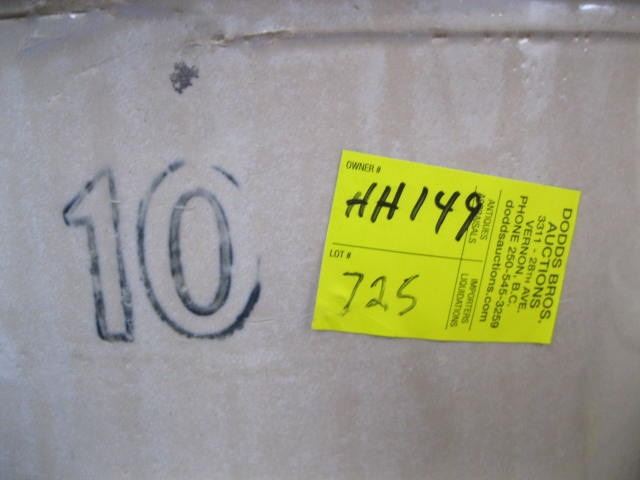 10
OWNER #
HH149
LOT #
725
DODDS BROS.
AUCTIONS
3311 - 28TH AVE.
VERNON, B.C.
PHONE 250-545-3259
doddsauctions.com
ANTIQUES
IMPORTERS
LIQUIDATIONS